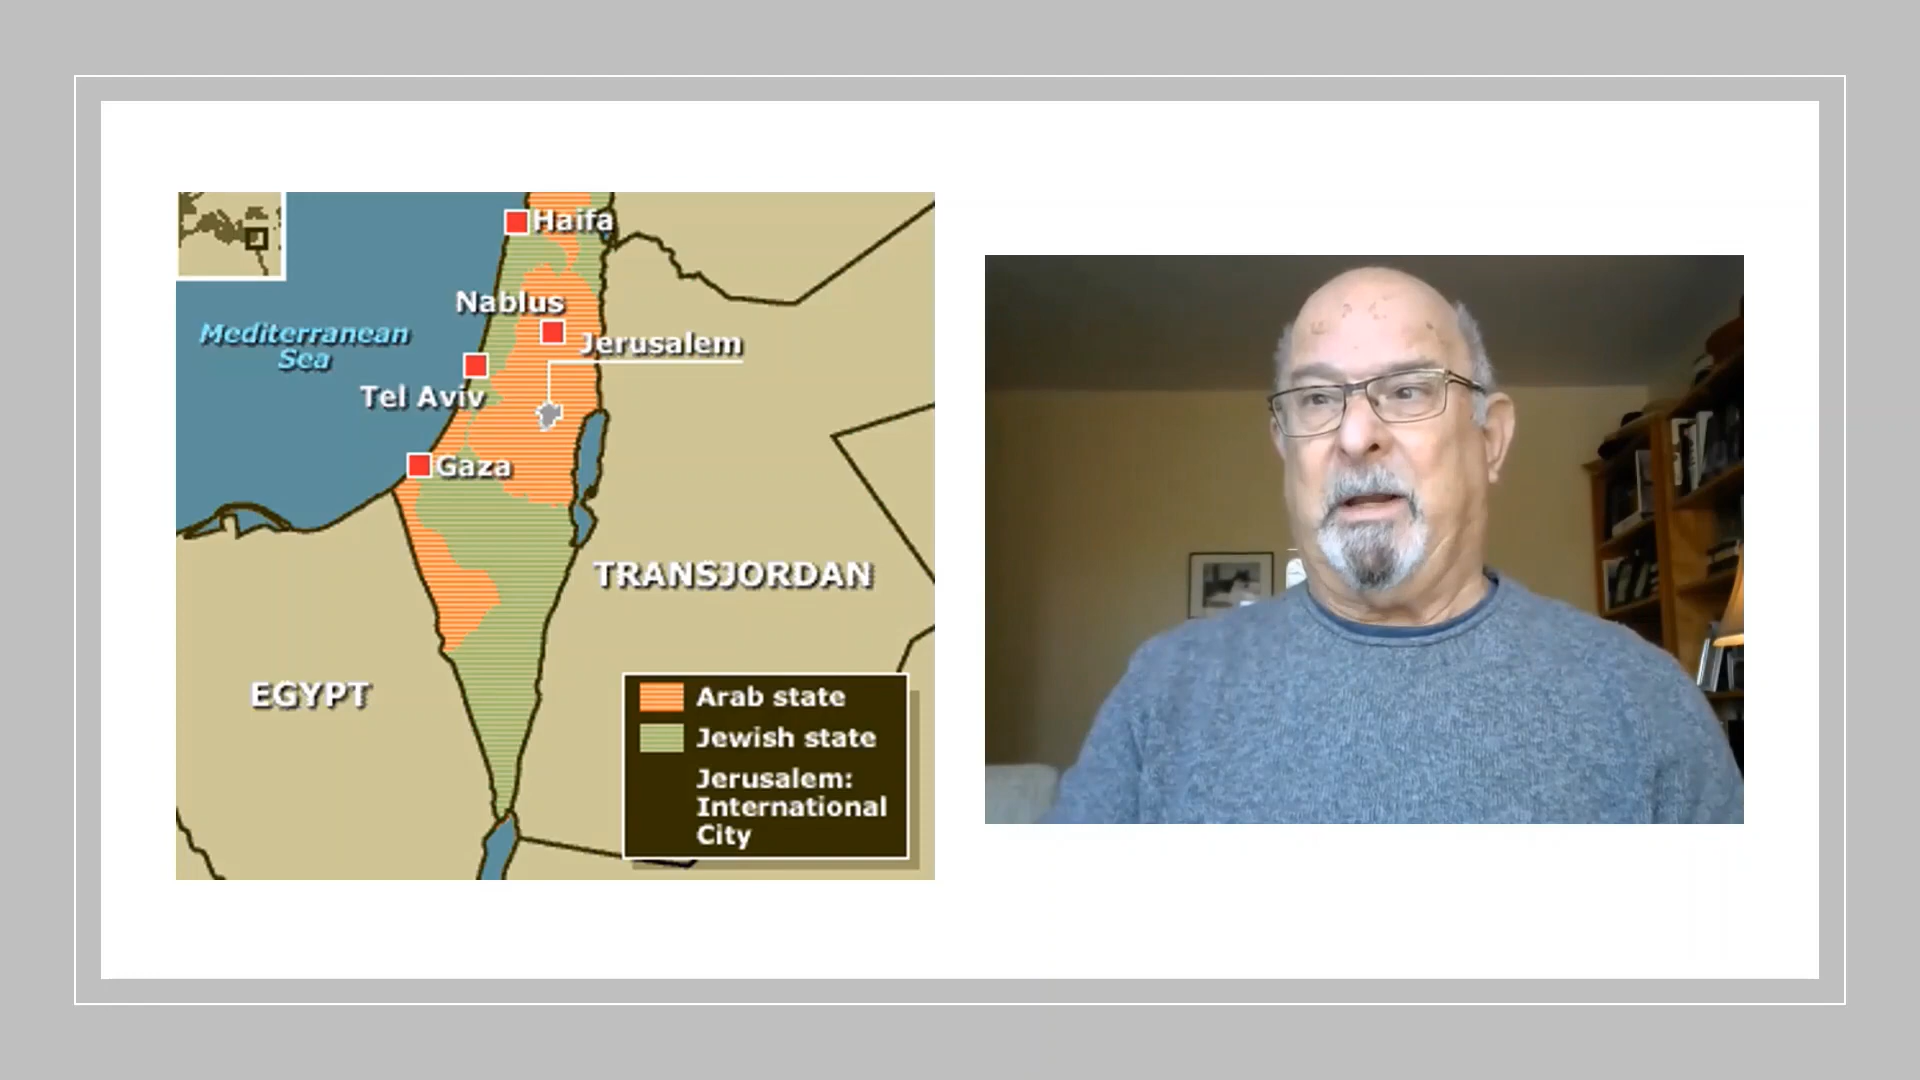 Haifa
Nablus
Jerusalem
Mediterranean
Sea
Tel Aviv
Gaza
TRANSJORDAN
EGYPT
Arab state
Jewish state
Jerusalem:
International
City